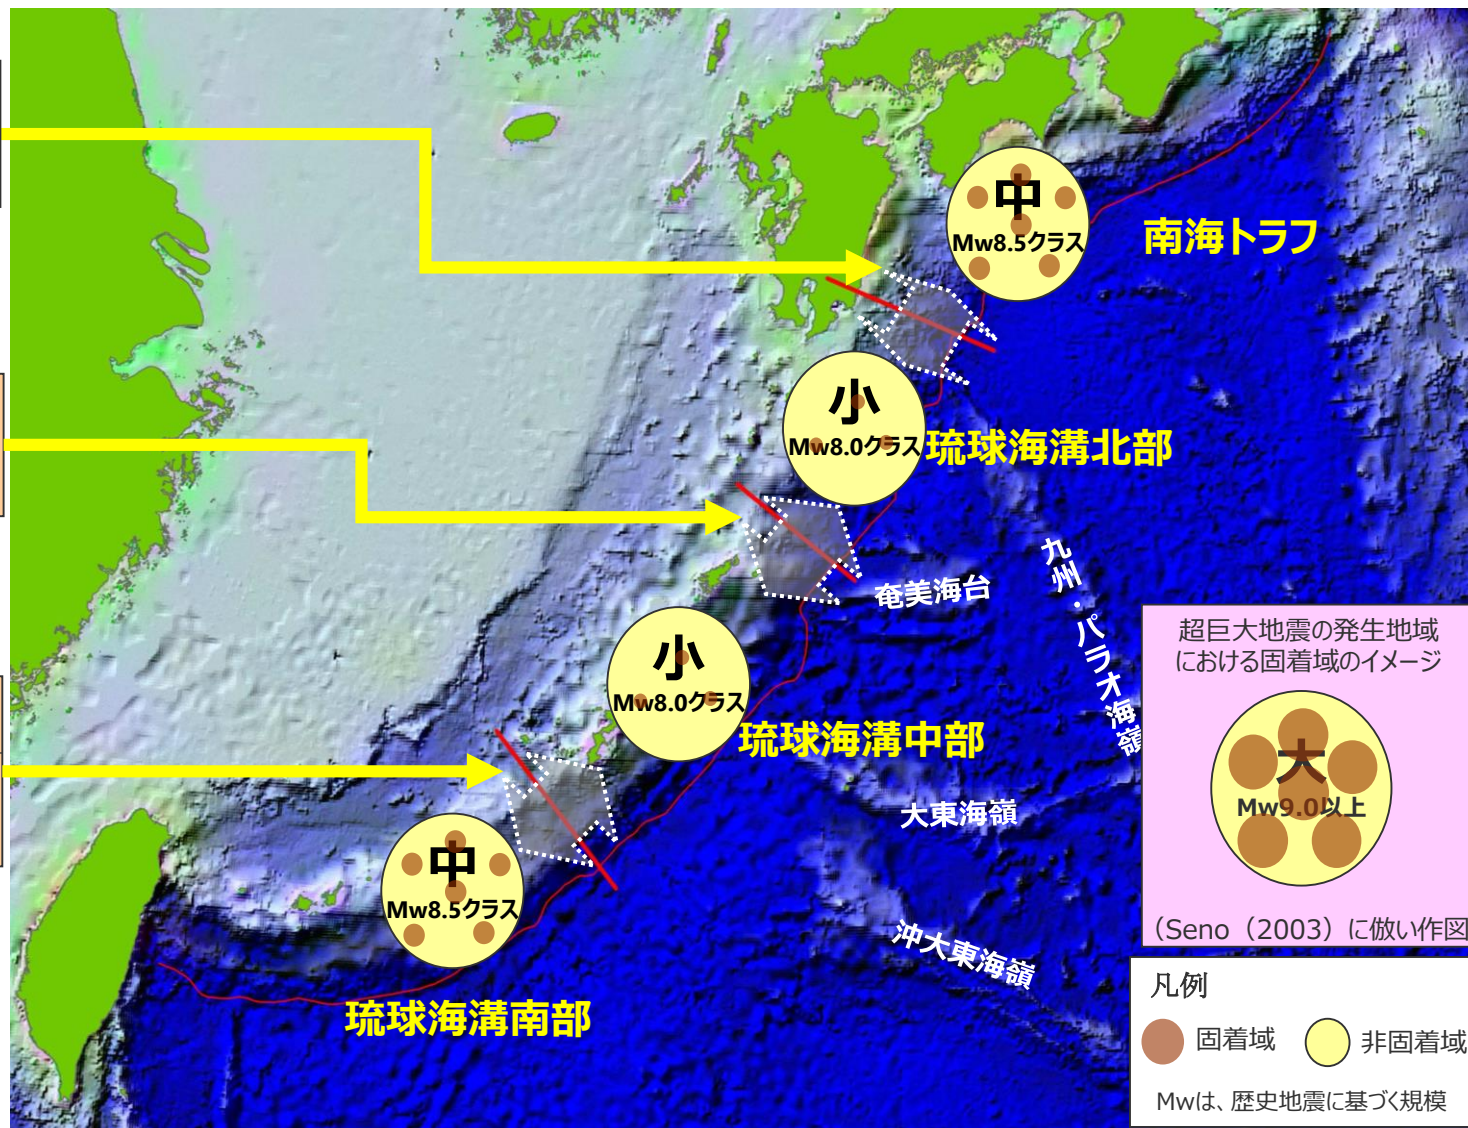 中
Mw8.5クラス
南海トラフ
小
Mw8.0クラス
琉球海溝北部
九州・パラオ海嶺
奄美海台
小
Mw8.0クラス
琉球海溝中部
大東海嶺
中
Mw8.5クラス
沖大東海嶺
琉球海溝南部
超巨大地震の発生地域
における固着域のイメージ
大
Mw9.0以上
（Seno（2003）に倣い作図
凡例
固着域
非固着域
Mwは、歴史地震に基づく規模